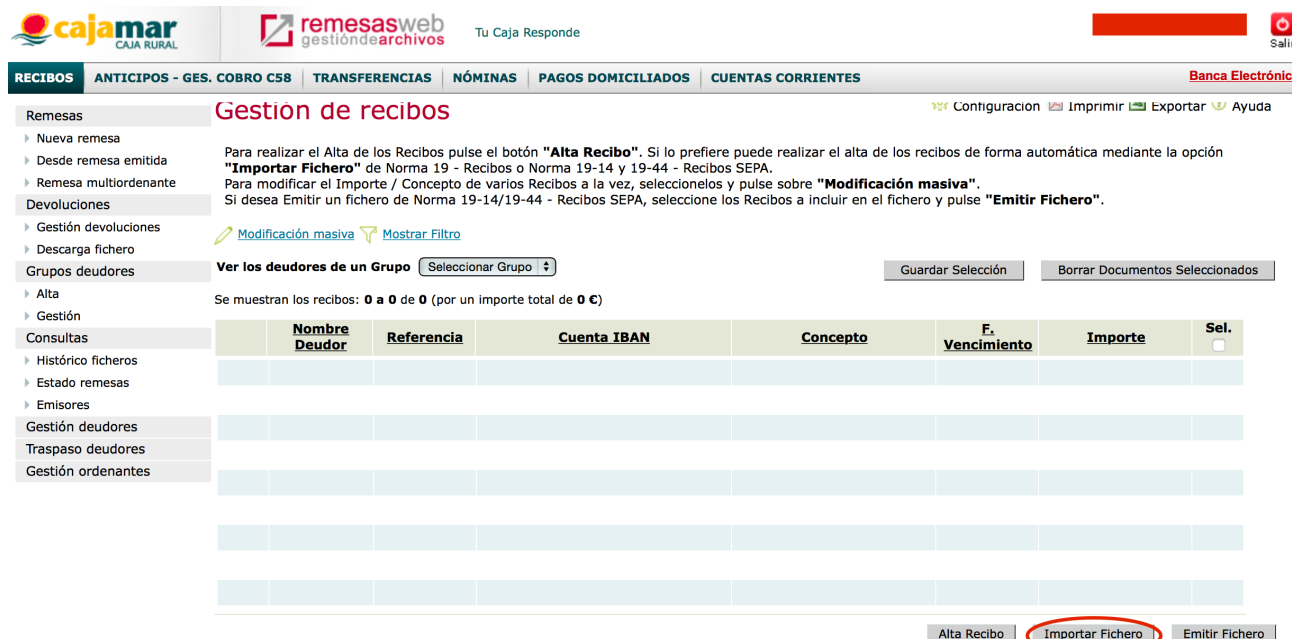 cajamar
CAJA RURAL
remesasweb
gestióndearchivos
Tu Caja Responde
Salir
RECIBOS ANTICIPOS - GES. COBRO C58 TRANSFERENCIAS NÓMINAS PAGOS DOMICILIADOS CUENTAS CORRIENTES
Banca Electrónic
Remesas
Nueva remesa
Desde remesa emitida
Remesa multiordenante
Devoluciones
Gestión devoluciones
Descarga fichero
Grupos deudores
Alta
Gestión
Consultas
Histórico ficheros
Estado remesas
Emisores
Gestión deudores
Traspaso deudores
Gestión ordenantes
Gestión de recibos
Configuración Imprimir Exportar Ayuda
Para realizar el Alta de los Recibos pulse el botón "Alta Recibo". Si lo prefiere puede realizar el alta de los recibos de forma automática mediante la opción
"Importar Fichero" de Norma 19 - Recibos o Norma 19-14 y 19-44 - Recibos SEPA.
Para modificar el Importe / Concepto de varios Recibos a la vez, seleccionelos y pulse sobre "Modificación masiva".
Si desea Emitir un fichero de Norma 19-14/19-44 - Recibos SEPA, seleccione los Recibos a incluir en el fichero y pulse "Emitir Fichero".
Modificación masiva Mostrar Filtro
Ver los deudores de un Grupo Seleccionar Grupo
Guardar Selección Borrar Documentos Seleccionados
Se muestran los recibos: 0 a 0 de 0 (por un importe total de 0 €)
Nombre Deudor Referencia Cuenta IBAN Concepto F. Vencimiento Importe Sel.
Alta Recibo Importar Fichero Emitir Fichero